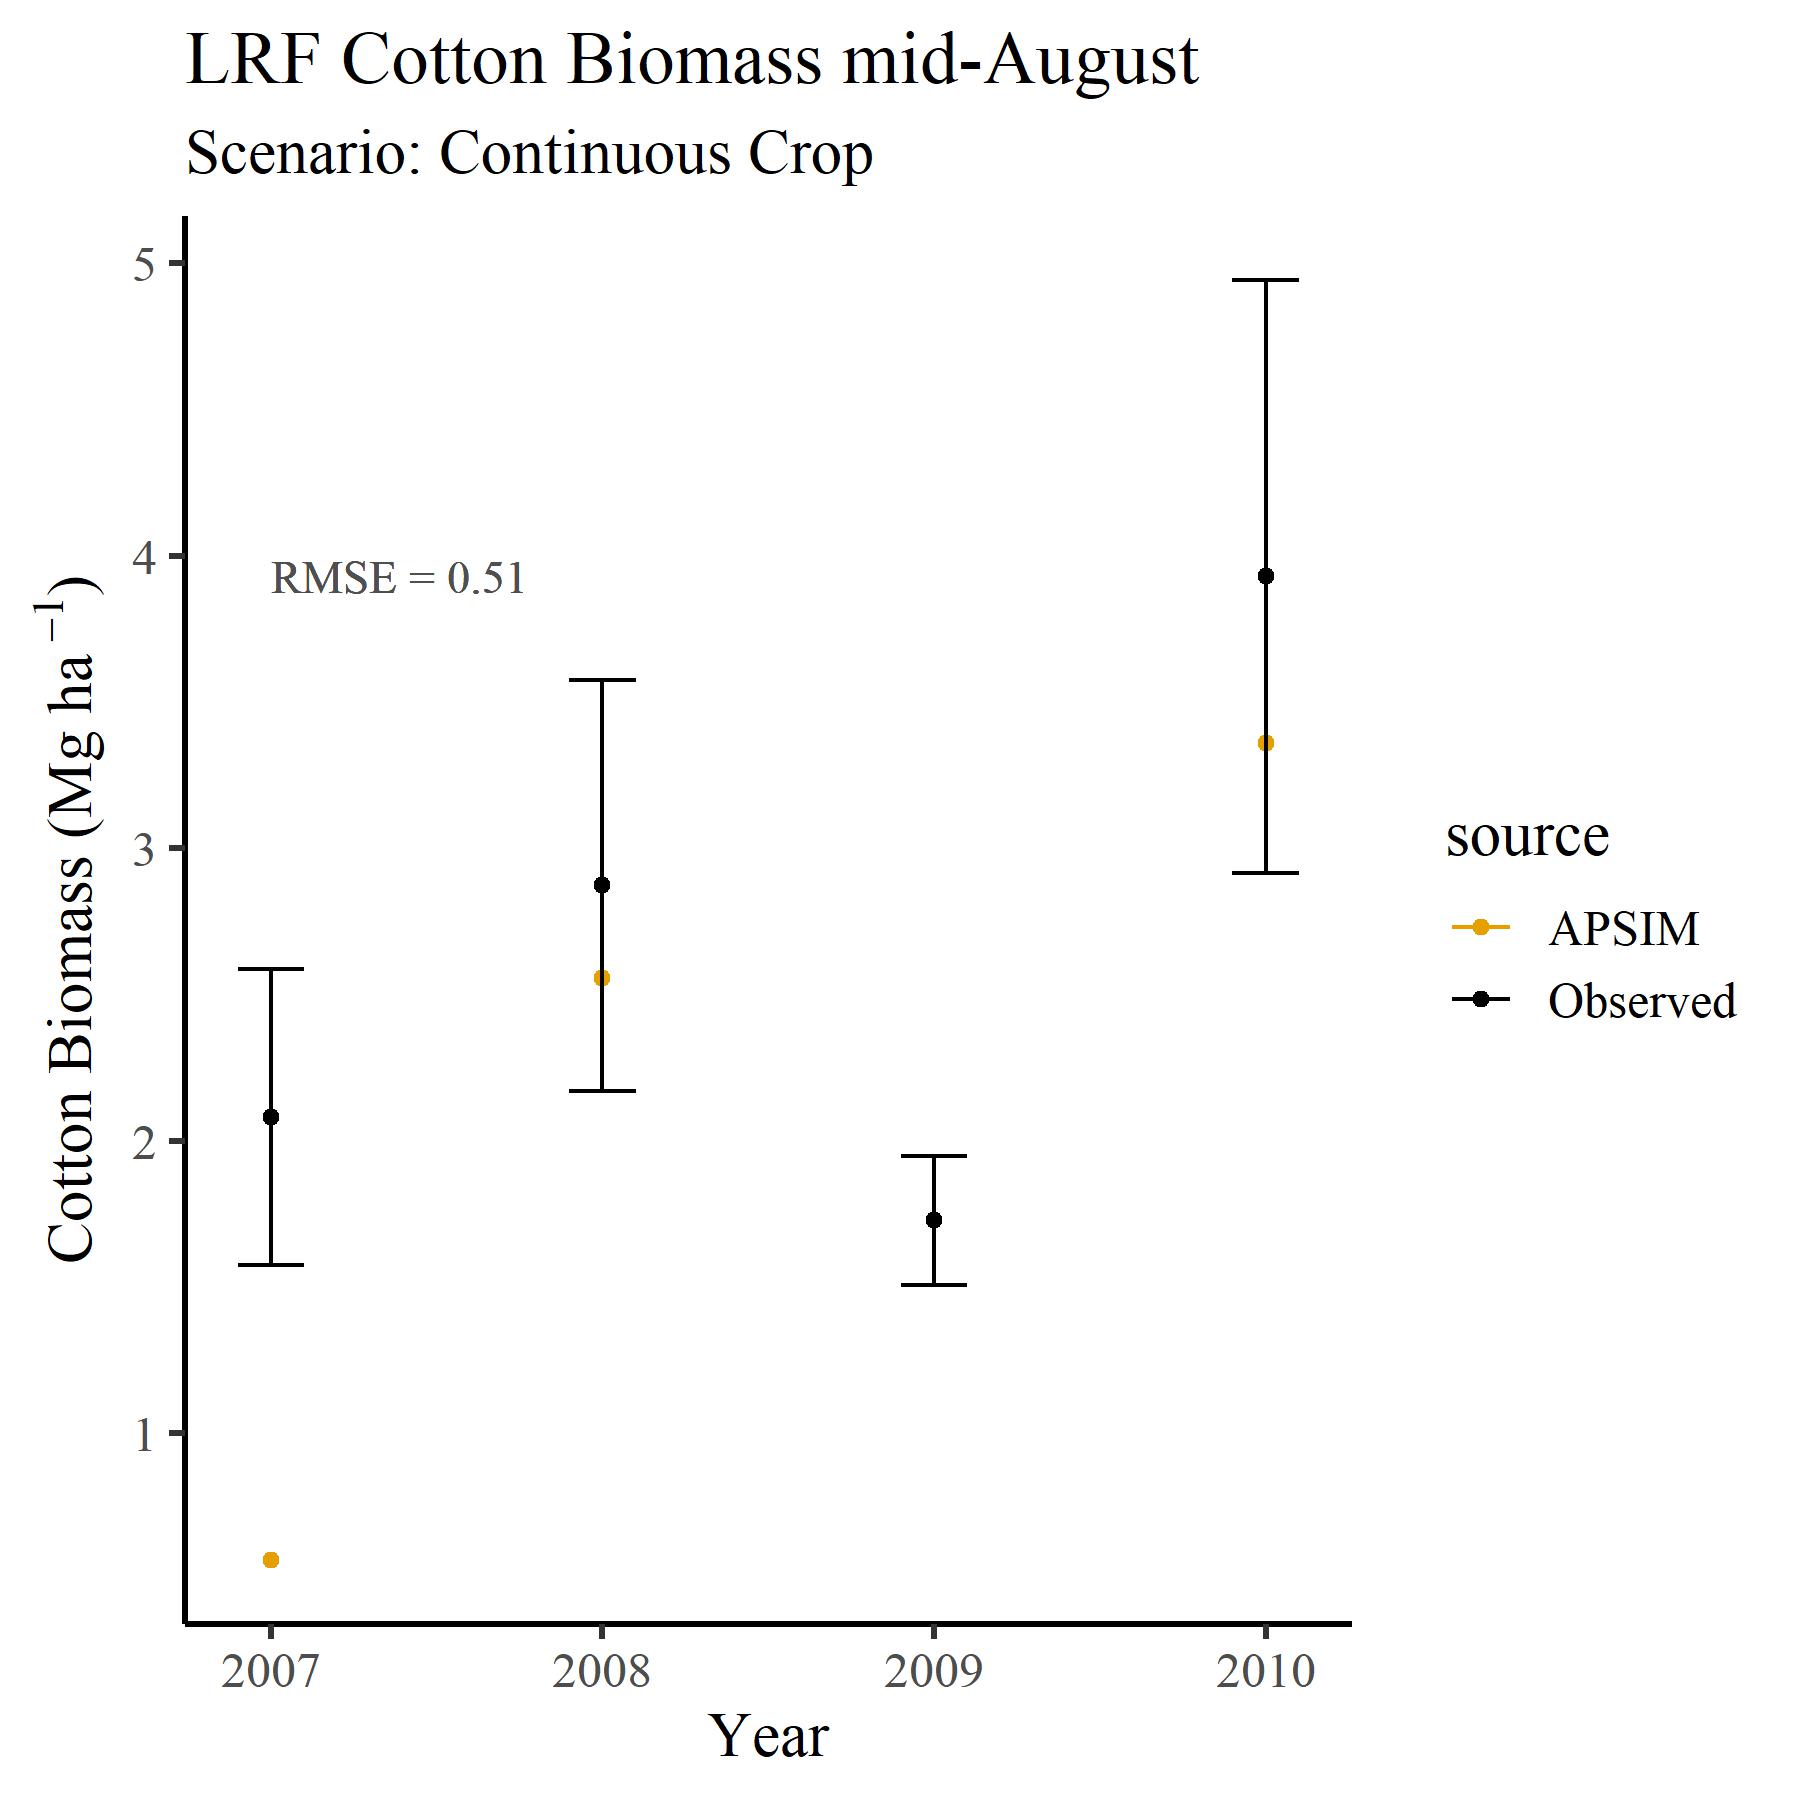 LRF Cotton Biomass mid-August
Scenario: Continuous Crop
5
4
3
2
1
Cotton Biomass (Mg ha⁻¹)
RMSE = 0.51
2007 2008 2009 2010
Year
source
APSIM
Observed